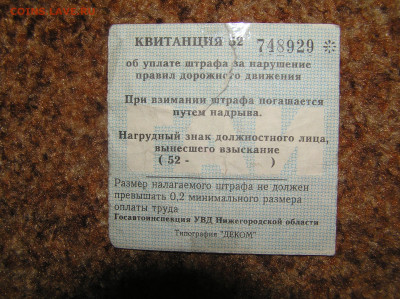 КВИТАНЦИЯ 52 748929 *
об уплате штрафа за нарушение
правил дорожного движения
При взимании штрафа погашается
путем надрыва.
Нагрудный знак должностного лица,
вынесшего взыскание
( 52 - )
Размер налагаемого штрафа не должен
превышать 0,2 минимального размера
оплаты труда
Госавтоинспекция УВД Нижегородской области
Типография "ДЕКОМ"